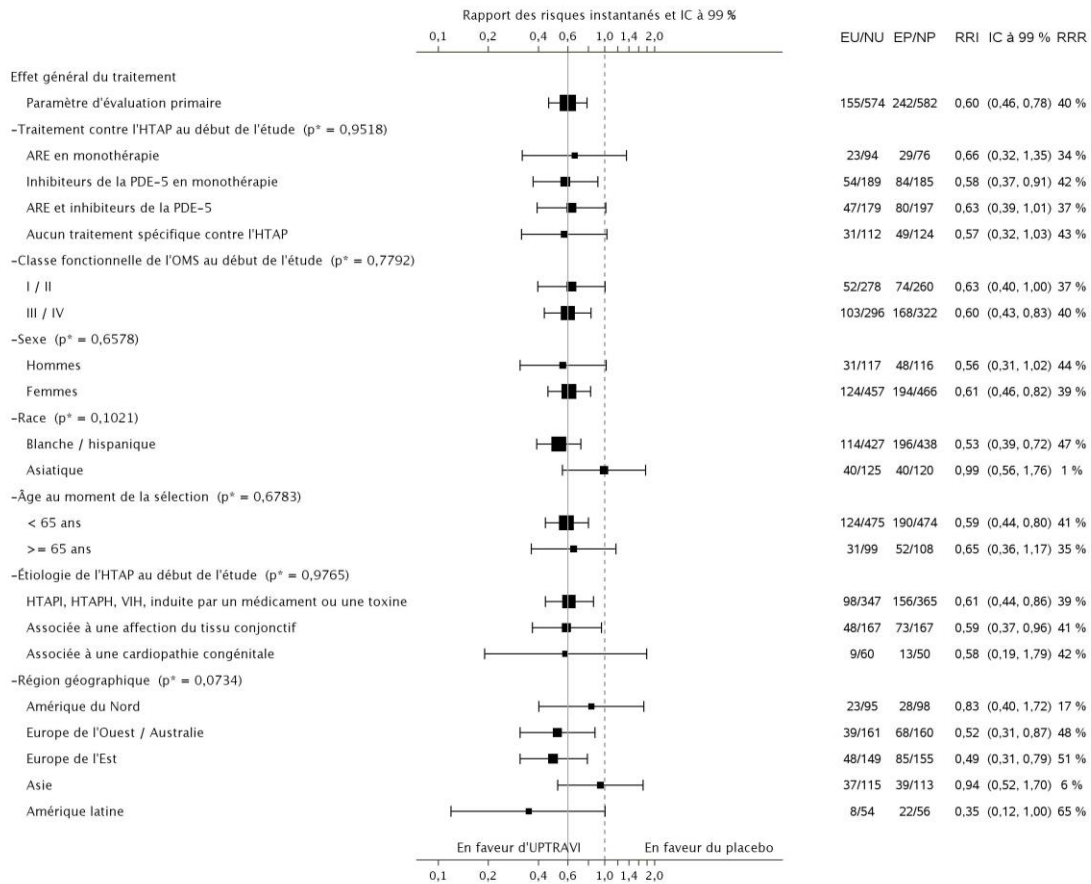 Rapport des risques instantanés et IC à 99 %
0,1 0,2 0,4 0,6 1,0 1,4 2,0 EU/NU EP/NP RRI IC à 99 % RRR
Effet général du traitement
Paramètre d'évaluation primaire 155/574 242/582 0,60 (0,46, 0,78) 40 %
-Traitement contre l'HTAP au début de l'étude (p* = 0,9518)
ARE en monothérapie 23/94 29/76 0,66 (0,32, 1,35) 34 %
Inhibiteurs de la PDE-5 en monothérapie 54/189 84/185 0,58 (0,37, 0,91) 42 %
ARE et inhibiteurs de la PDE-5 47/179 80/197 0,63 (0,39, 1,01) 37 %
Aucun traitement spécifique contre l'HTAP 31/112 49/124 0,57 (0,32, 1,03) 43 %
-Classe fonctionnelle de l'OMS au début de l'étude (p* = 0,7792)
I / II 52/278 74/260 0,63 (0,40, 1,00) 37 %
III / IV 103/296 168/322 0,60 (0,43, 0,83) 40 %
-Sexe (p* = 0,6578)
Hommes 31/117 48/116 0,56 (0,31, 1,02) 44 %
Femmes 124/457 194/466 0,61 (0,46, 0,82) 39 %
-Race (p* = 0,1021)
Blanche / hispanique 114/427 196/438 0,53 (0,39, 0,72) 47 %
Asiatique 40/125 40/120 0,99 (0,56, 1,76) 1 %
-Âge au moment de la sélection (p* = 0,6783)
< 65 ans 124/475 190/474 0,59 (0,44, 0,80) 41 %
>= 65 ans 31/99 52/108 0,65 (0,36, 1,17) 35 %
-Étiologie de l'HTAP au début de l'étude (p* = 0,9765)
HTAPI, HTAPH, VIH, induite par un médicament ou une toxine 98/347 156/365 0,61 (0,44, 0,86) 39 %
Associée à une affection du tissu conjonctif 48/167 73/167 0,59 (0,37, 0,96) 41 %
Associée à une cardiopathie congénitale 9/60 13/50 0,58 (0,19, 1,79) 42 %
-Région géographique (p* = 0,0734)
Amérique du Nord 23/95 28/98 0,83 (0,40, 1,72) 17 %
Europe de l'Ouest / Australie 39/161 68/160 0,52 (0,31, 0,87) 48 %
Europe de l'Est 48/149 85/155 0,49 (0,31, 0,79) 51 %
Asie 37/115 39/113 0,94 (0,52, 1,70) 6 %
Amérique latine 8/54 22/56 0,35 (0,12, 1,00) 65 %
En faveur d'UPTRAVI En faveur du placebo
0,1 0,2 0,4 0,6 1,0 1,4 2,0